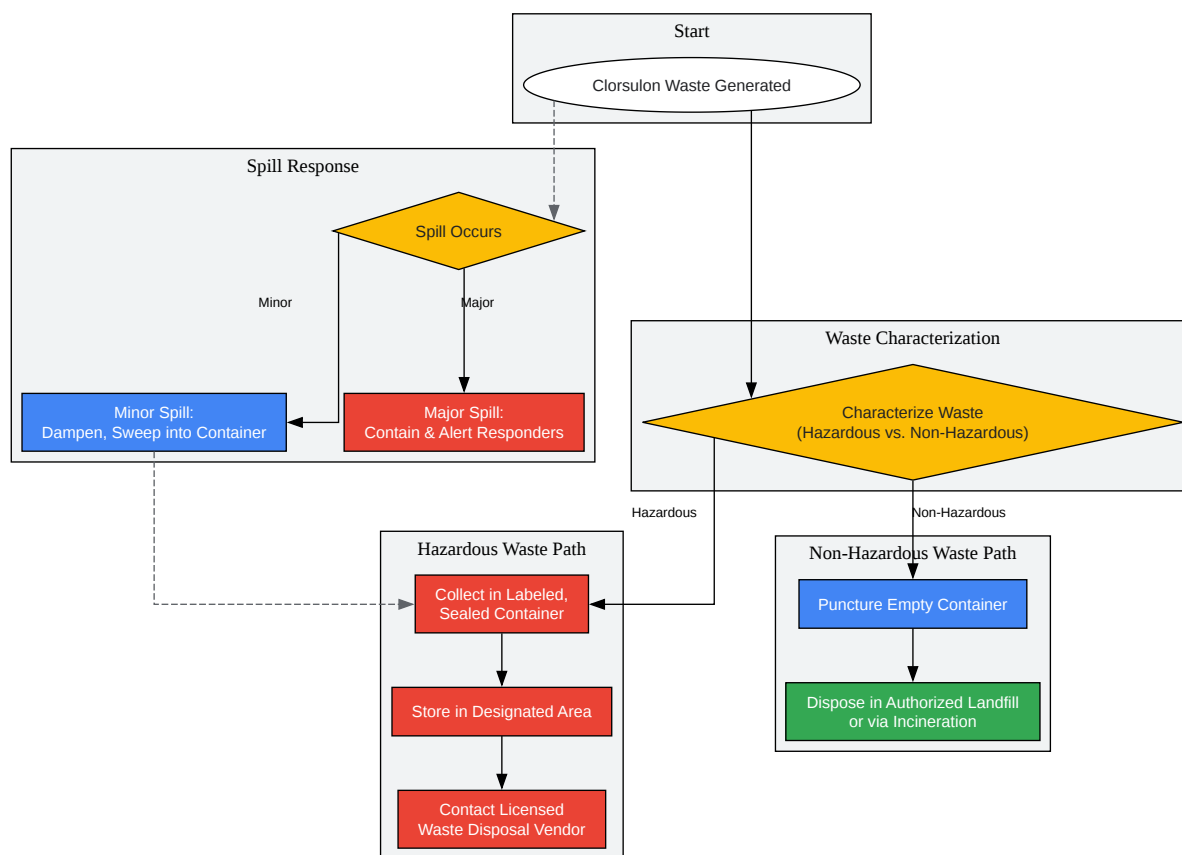 Start
Clorsulon Waste Generated
Spill Response
Spill Occurs
Minor
Major
Minor Spill:
Dampen, Sweep into Container
Major Spill:
Contain & Alert Responders
Waste Characterization
Characterize Waste
(Hazardous vs. Non-Hazardous)
Hazardous
Non-Hazardous
Hazardous Waste Path
Collect in Labeled,
Sealed Container
Store in Designated Area
Contact Licensed
Waste Disposal Vendor
Non-Hazardous Waste Path
Puncture Empty Container
Dispose in Authorized Landfill
or via Incineration